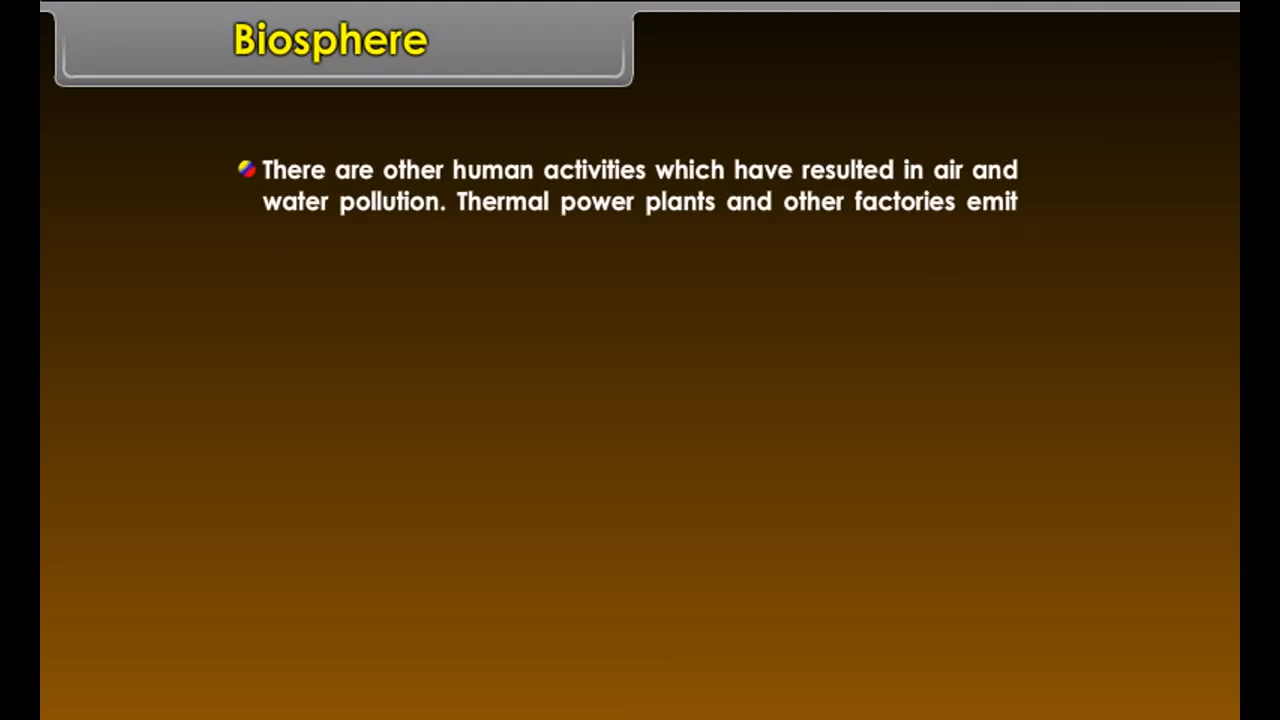 Biosphere
There are other human activities which have resulted in air and
water pollution. Thermal power plants and other factories emit